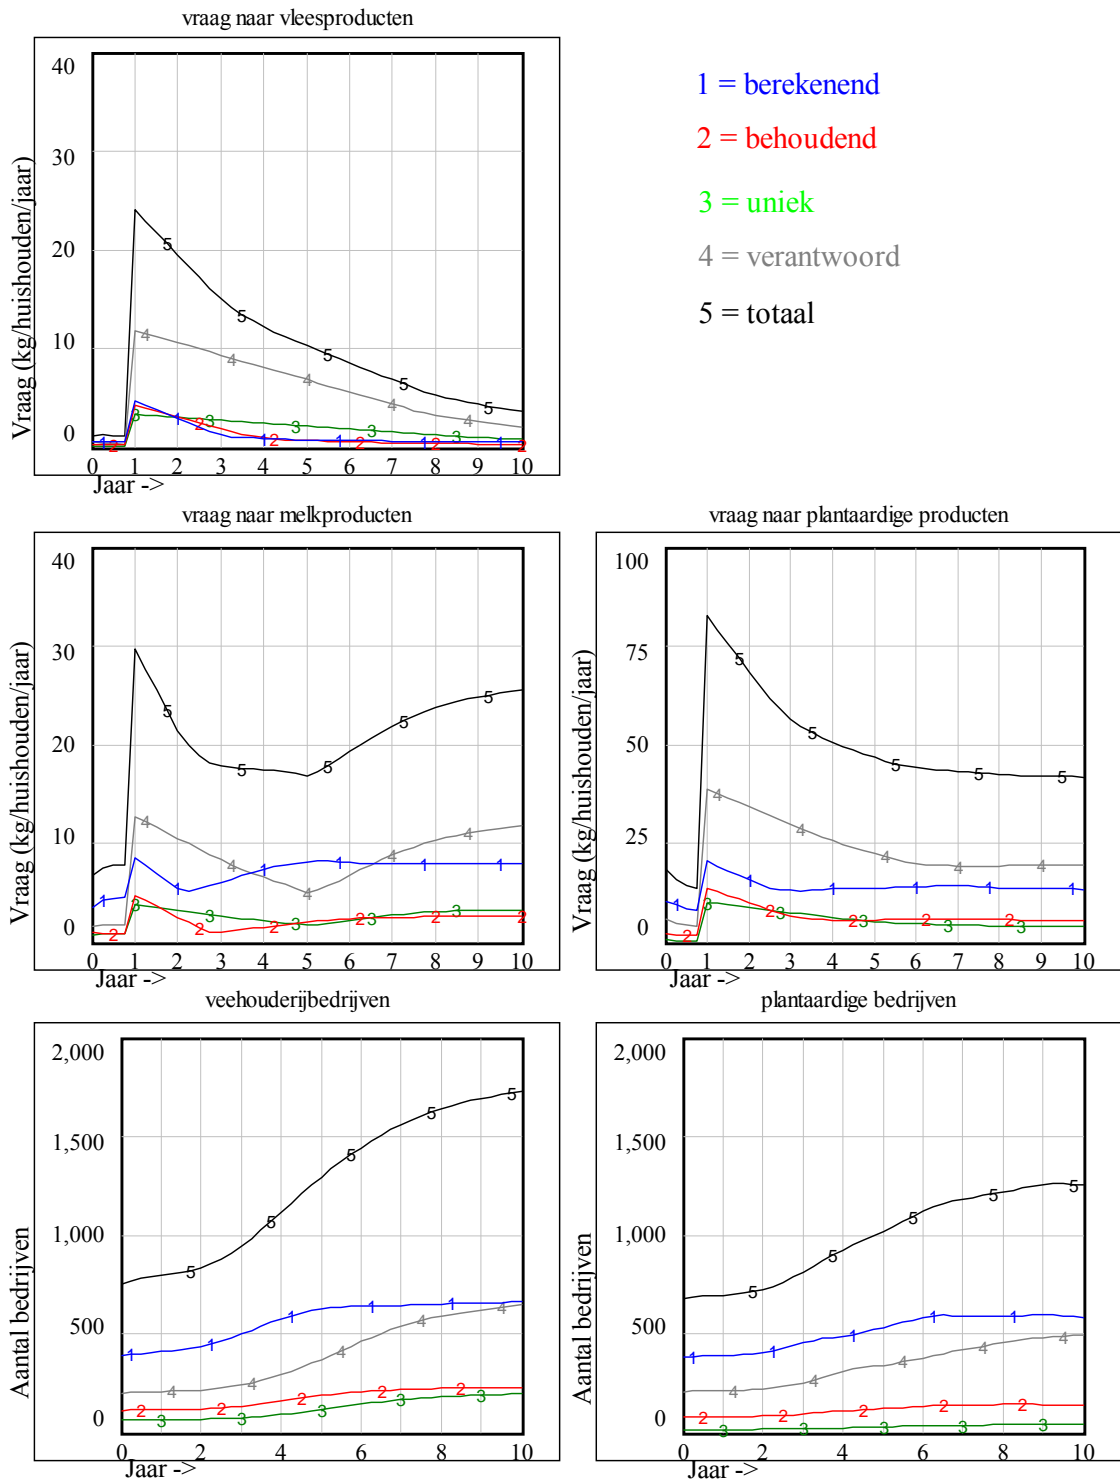 vraag naar vleesproducten
Vraag (kg/huishouden/jaar)
40
30
20
10
0
0 1 2 3 4 5 6 7 8 9 10
Jaar ->
1 = berekenend
2 = behoudend
3 = uniek
4 = verantwoord
5 = totaal
vraag naar melkproducten
Vraag (kg/huishouden/jaar)
40
30
20
10
0
0 1 2 3 4 5 6 7 8 9 10
Jaar ->
vraag naar plantaardige producten
Vraag (kg/huishouden/jaar)
100
75
50
25
0
0 1 2 3 4 5 6 7 8 9 10
Jaar ->
veehouderijbedrijven
Aantal bedrijven
2,000
1,500
1,000
500
0
0 2 4 6 8 10
Jaar ->
plantaardige bedrijven
Aantal bedrijven
2,000
1,500
1,000
500
0
0 2 4 6 8 10
Jaar ->